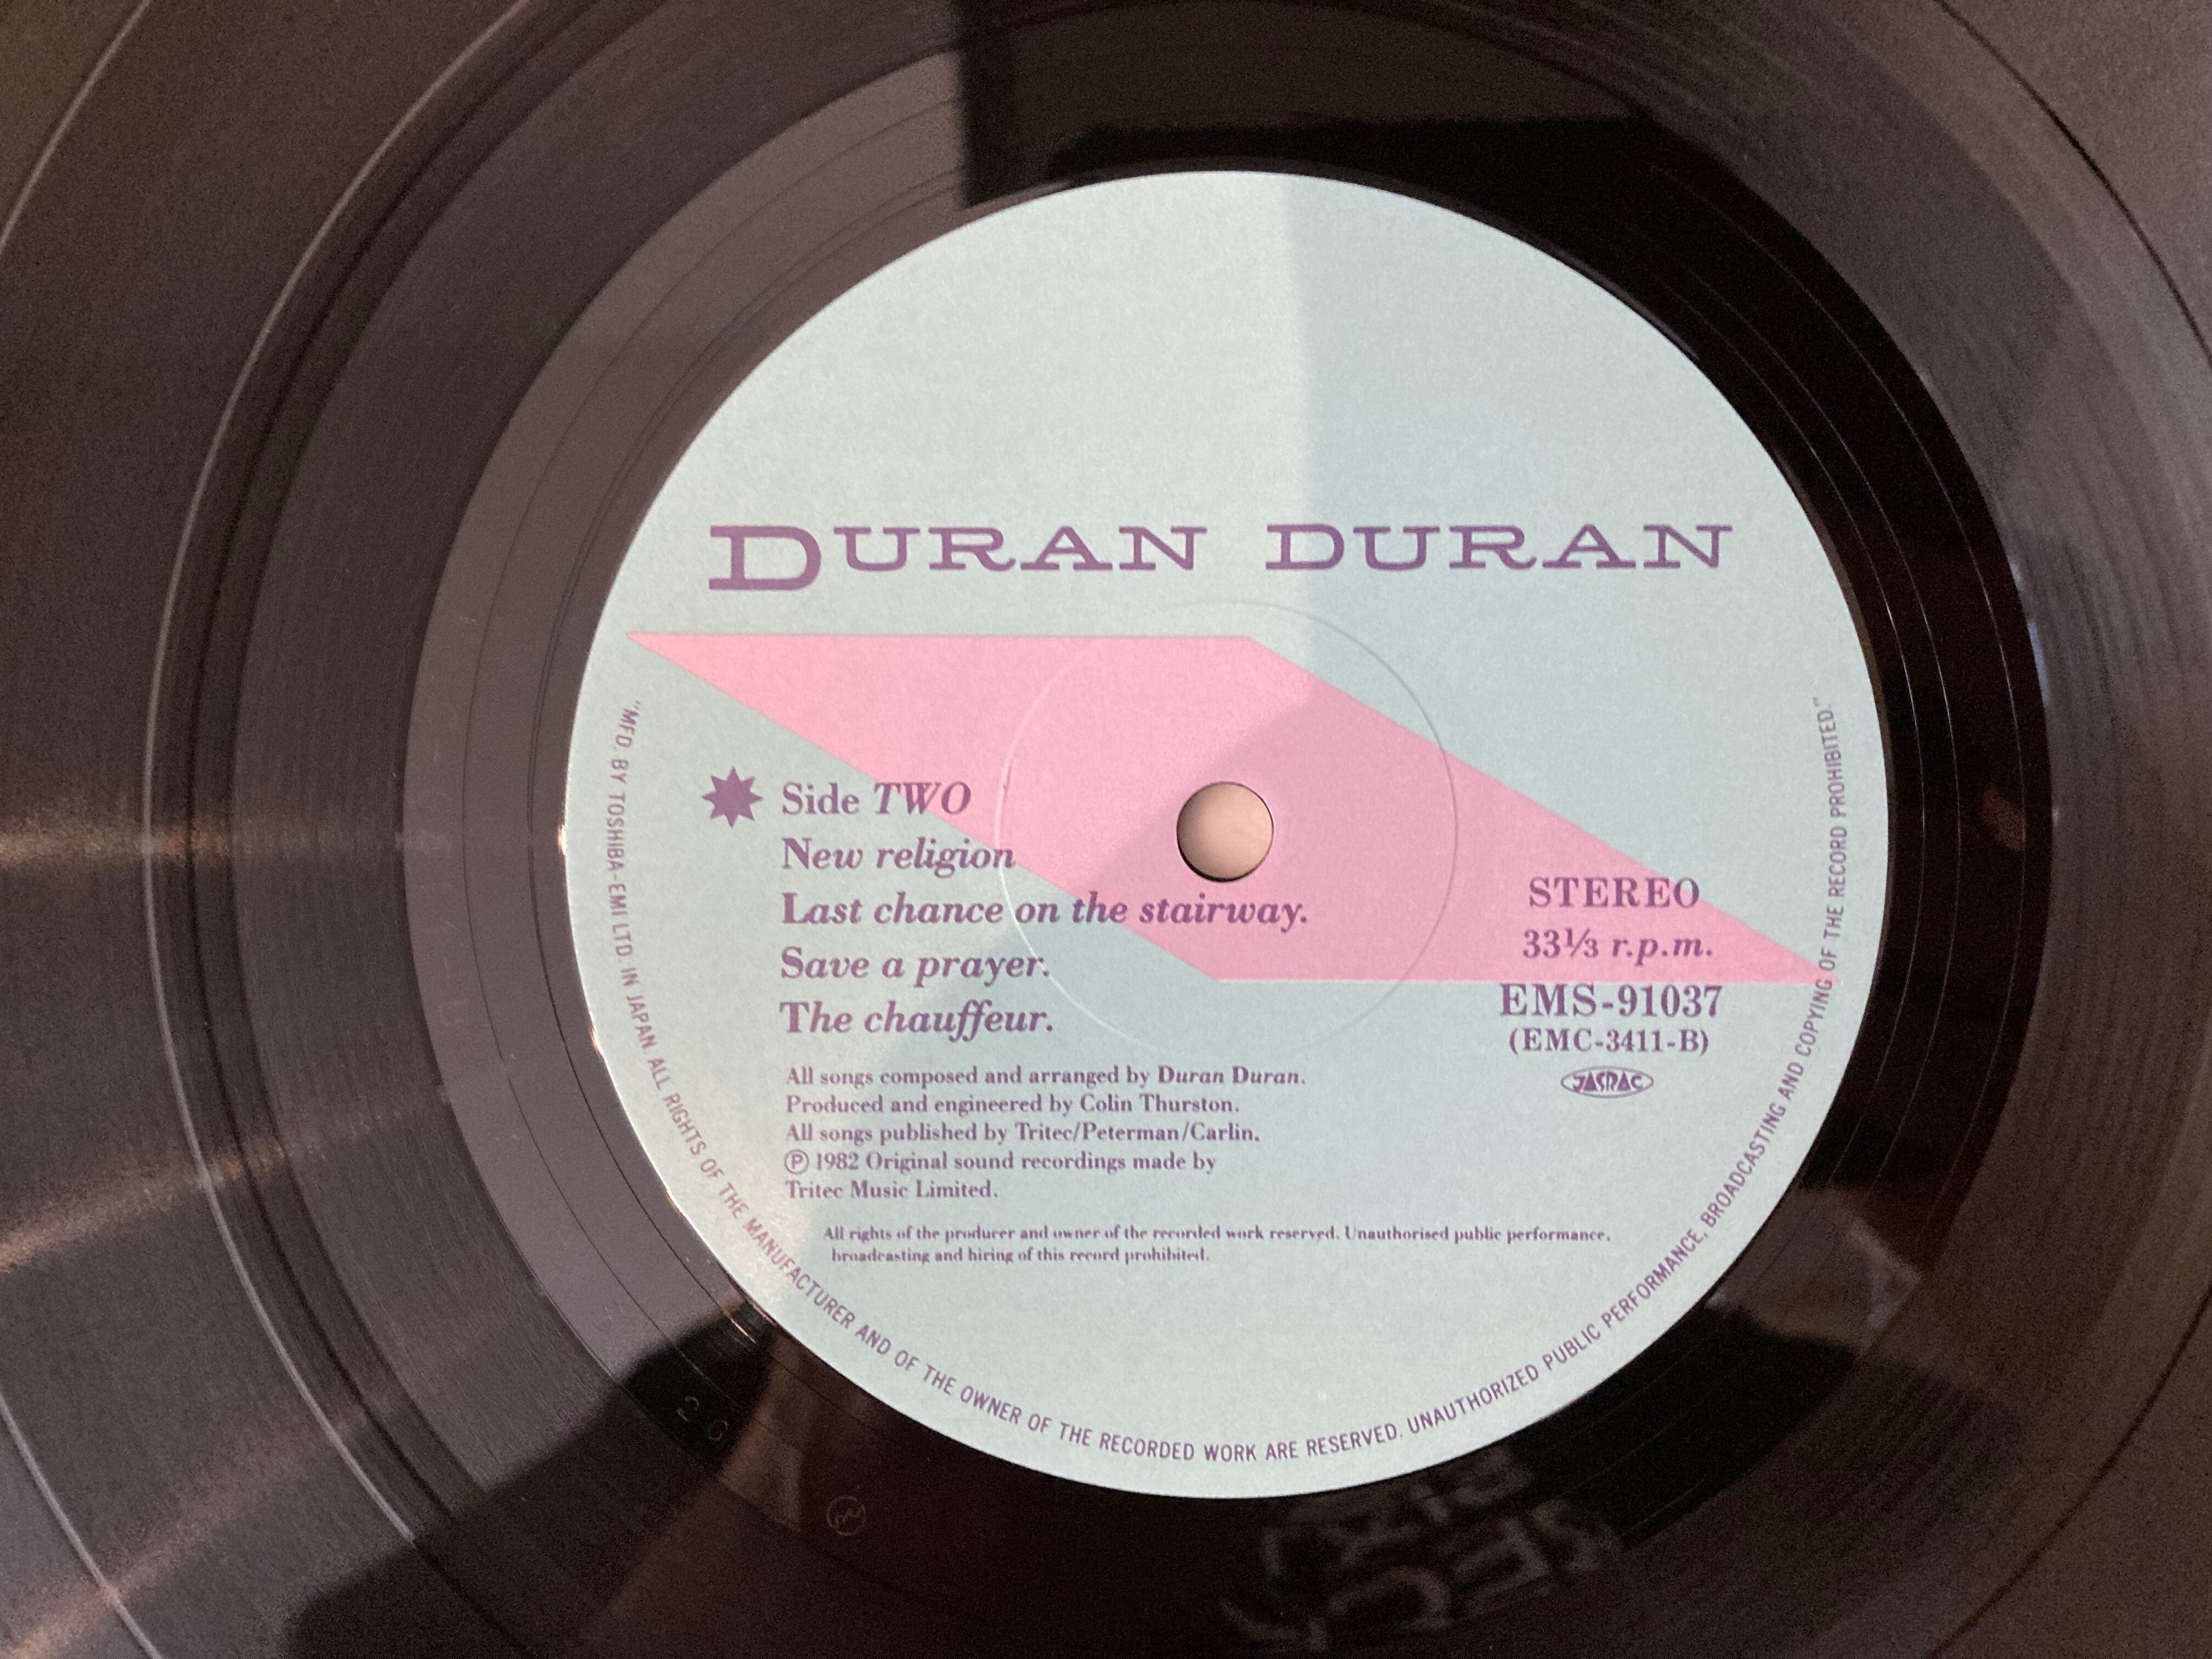 DURAN DURAN
Side TWO
New religion
Last chance on the stairway.
Save a prayer.
The chauffeur.
STEREO
33⅓ r.p.m.
EMS-91037
(EMC-3411-B)
JASRAC
All songs composed and arranged by Duran Duran.
Produced and engineered by Colin Thurston.
All songs published by Tritec/Peterman/Carlin.
Ⓟ 1982 Original sound recordings made by
Tritec Music Limited.
All rights of the producer and owner of the recorded work reserved. Unauthorised public performance,
broadcasting and hiring of this record prohibited.
"MFD. BY TOSHIBA-EMI LTD. IN JAPAN. ALL RIGHTS OF THE MANUFACTURER AND OF THE OWNER OF THE RECORDED WORK ARE RESERVED. UNAUTHORIZED PUBLIC PERFORMANCE, BROADCASTING AND COPYING OF THE RECORD PROHIBITED."